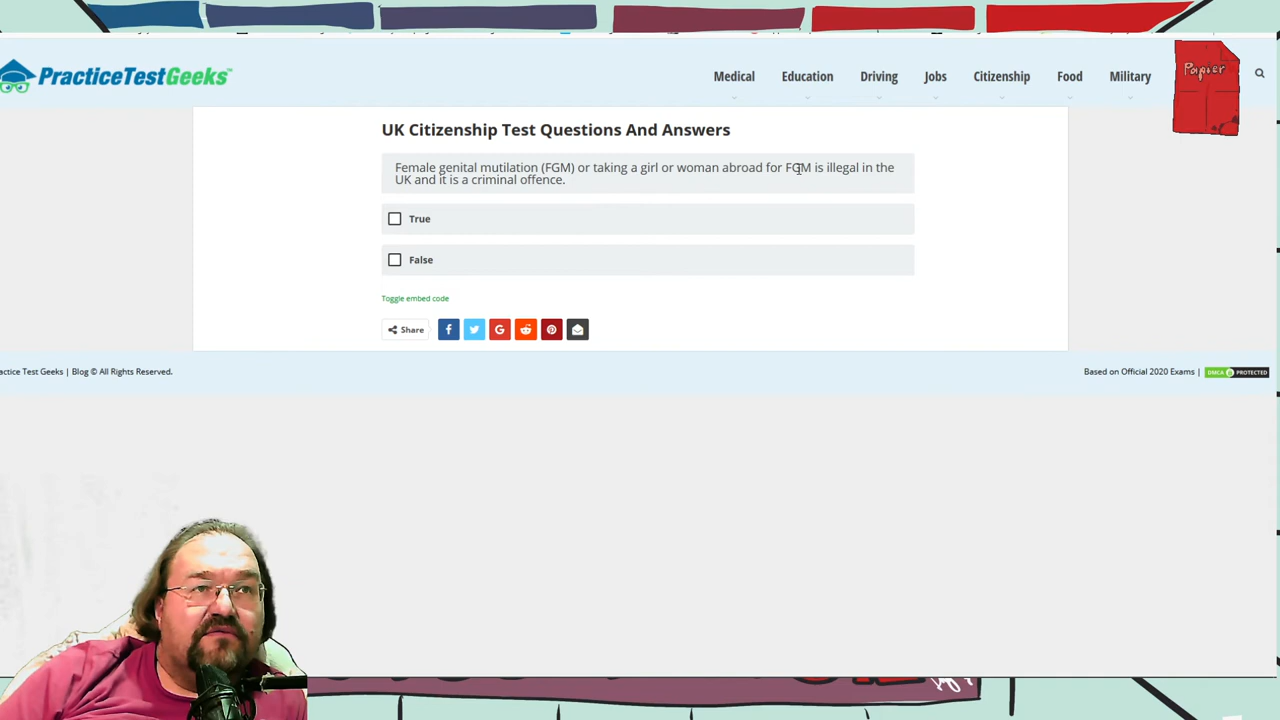 Papier
PracticeTestGeeks™
Medical Education Driving Jobs Citizenship Food Military
UK Citizenship Test Questions And Answers
Female genital mutilation (FGM) or taking a girl or woman abroad for FGM is illegal in the
UK and it is a criminal offence.
True
False
Toggle embed code
Share
actice Test Geeks | Blog © All Rights Reserved.
Based on Official 2020 Exams | DMCA PROTECTED